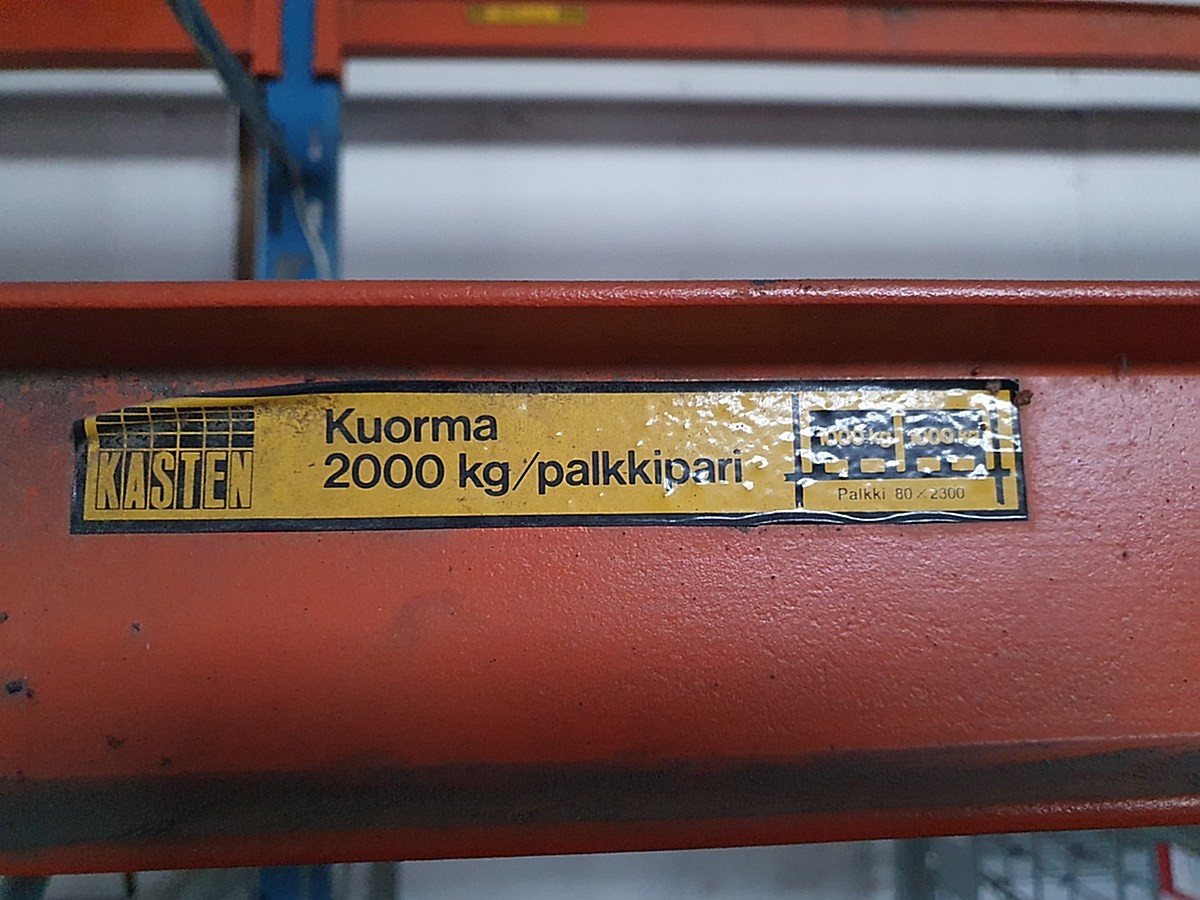 KASTEN
Kuorma
2000 kg/palkkipari
1000 kg 1000 kg
Palkki 80 × 2300